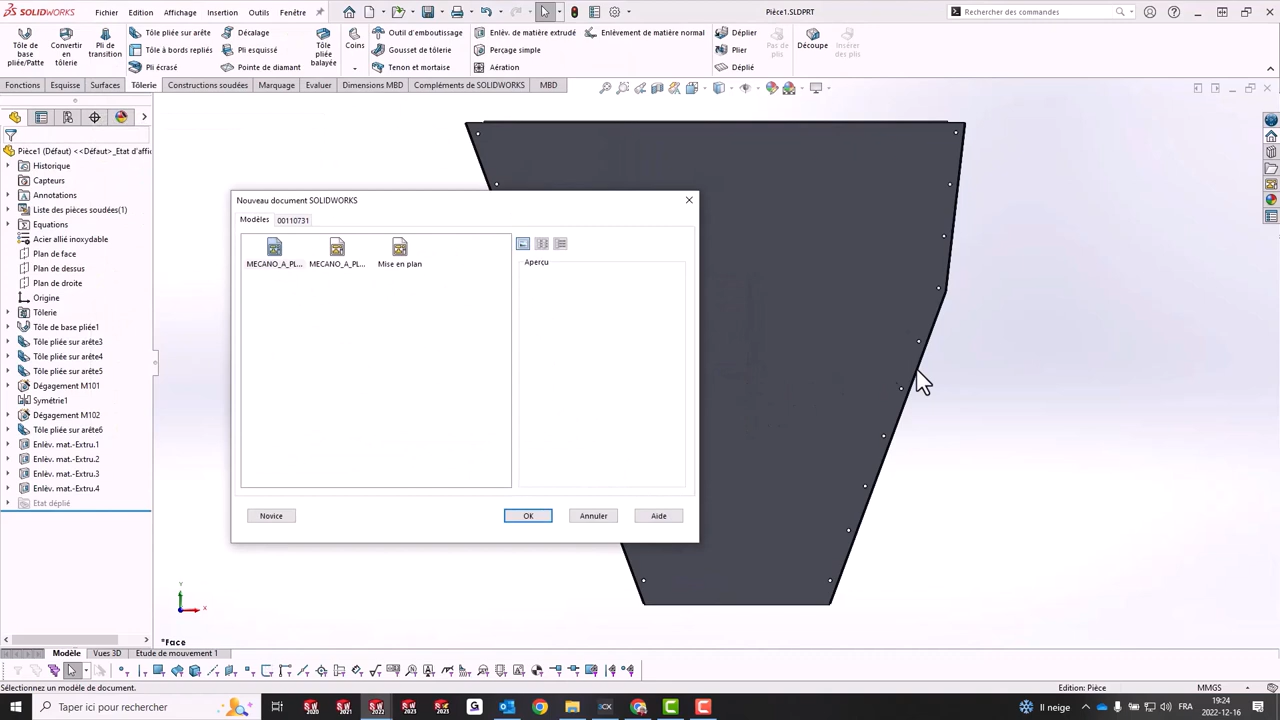 SOLIDWORKS
Fichier
Edition
Affichage
Insertion
Outils
Fenêtre
Pièce1.SLDPRT
Rechercher des commandes
Tôle de base pliée/Patte
Convertir en tôlerie
Pli de transition
Tôle pliée sur arête
Tôle à bords repliés
Pli écrasé
Décalage
Pli esquissé
Pointe de diamant
Tôle pliée balayée
Coins
Outil d'emboutissage
Gousset de tôlerie
Tenon et mortaise
Enlèv. de matière extrudé
Perçage simple
Aération
Enlèvement de matière normal
Déplier
Plier
Déplié
Pas de plis
Découpe
Insérer des plis
Fonctions
Esquisse
Surfaces
Tôlerie
Constructions soudées
Marquage
Evaluer
Dimensions MBD
Compléments de SOLIDWORKS
MBD
Pièce1 (Défaut) <<Défaut>_Etat d'affi
Historique
Capteurs
Annotations
Liste des pièces soudées(1)
Equations
Acier allié inoxydable
Plan de face
Plan de dessus
Plan de droite
Origine
Tôlerie
Tôle de base pliée1
Tôle pliée sur arête3
Tôle pliée sur arête4
Tôle pliée sur arête5
Dégagement M101
Symétrie1
Dégagement M102
Tôle pliée sur arête6
Enlèv. mat.-Extru.1
Enlèv. mat.-Extru.2
Enlèv. mat.-Extru.3
Enlèv. mat.-Extru.4
Etat déplié
Nouveau document SOLIDWORKS
Modèles
00110731
MECANO_A_PL...
MECANO_A_PL...
Mise en plan
Aperçu
Novice
OK
Annuler
Aide
Y
X
*Face
Modèle
Vues 3D
Etude de mouvement 1
Sélectionnez un modèle de document.
Edition: Pièce
MMGS
Taper ici pour rechercher
2020
2021
2022
2023
Il neige
FRA
19:24
2022-12-16